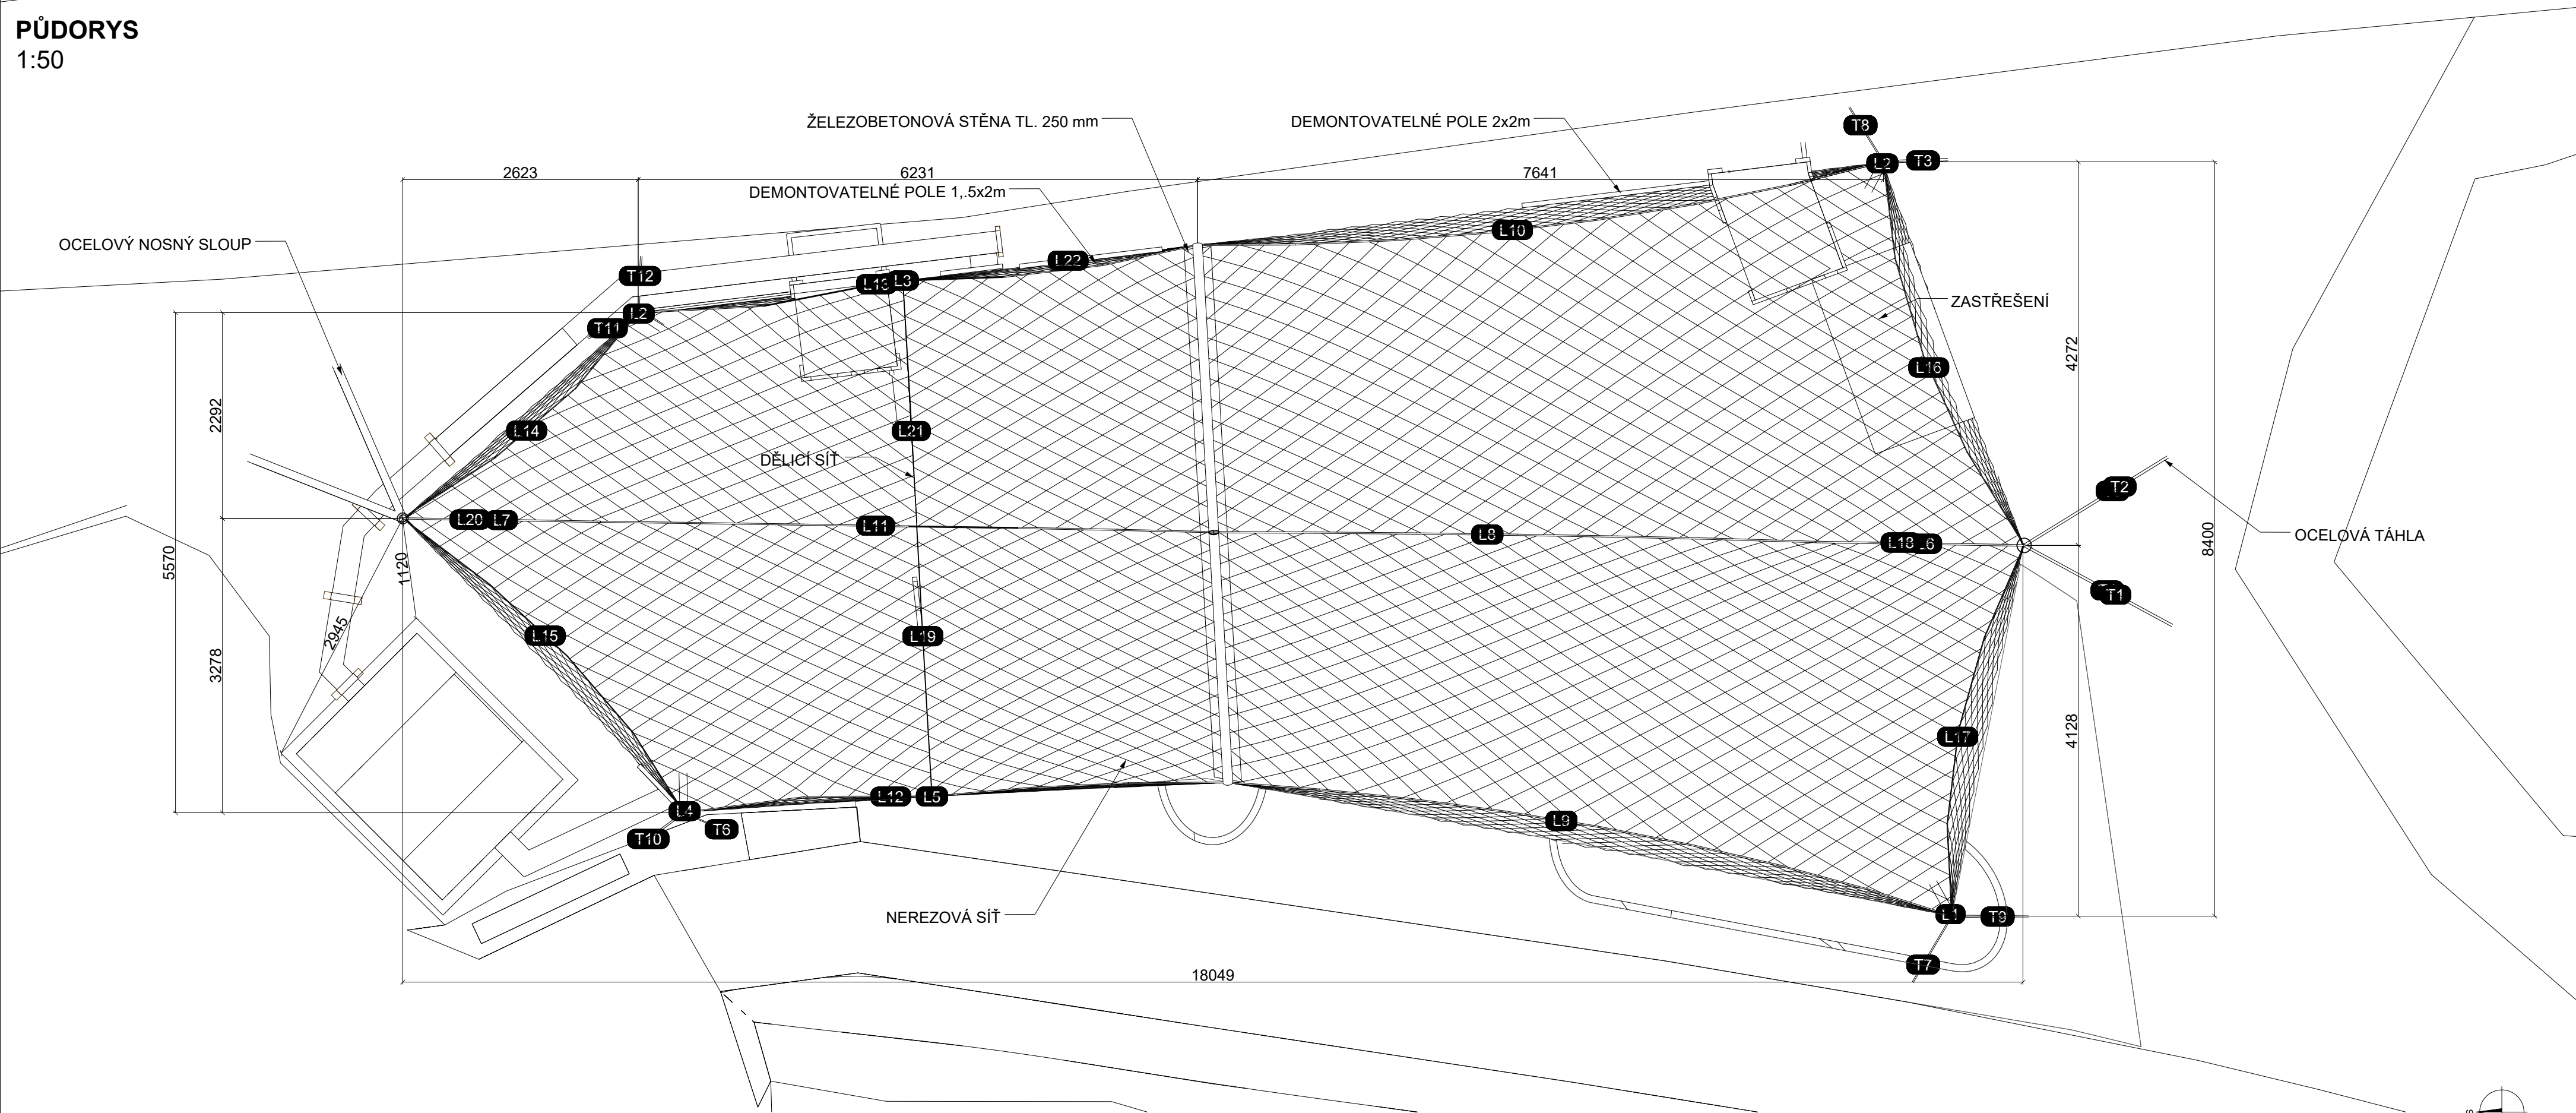 PŮDORYS
1:50
ŽELEZOBETONOVÁ STĚNA TL. 250 mm
DEMONTOVATELNÉ POLE 2x2m
T8
L2
T3
2623
6231
7641
DEMONTOVATELNÉ POLE 1,.5x2m
OCELOVÝ NOSNÝ SLOUP
L10
L22
T12
L13
L3
ZASTŘEŠENÍ
L2
T11
4272
L16
2292
L14
L21
DĚLICÍ SÍŤ
T2
L20
L7
L11
L8
L18
L6
OCELOVÁ TÁHLA
8400
5570
1120
T1
2945
L15
L19
3278
4128
L17
L12
L5
L4
T10
T6
L9
NEREZOVÁ SÍŤ
L1
T9
T7
18049
S